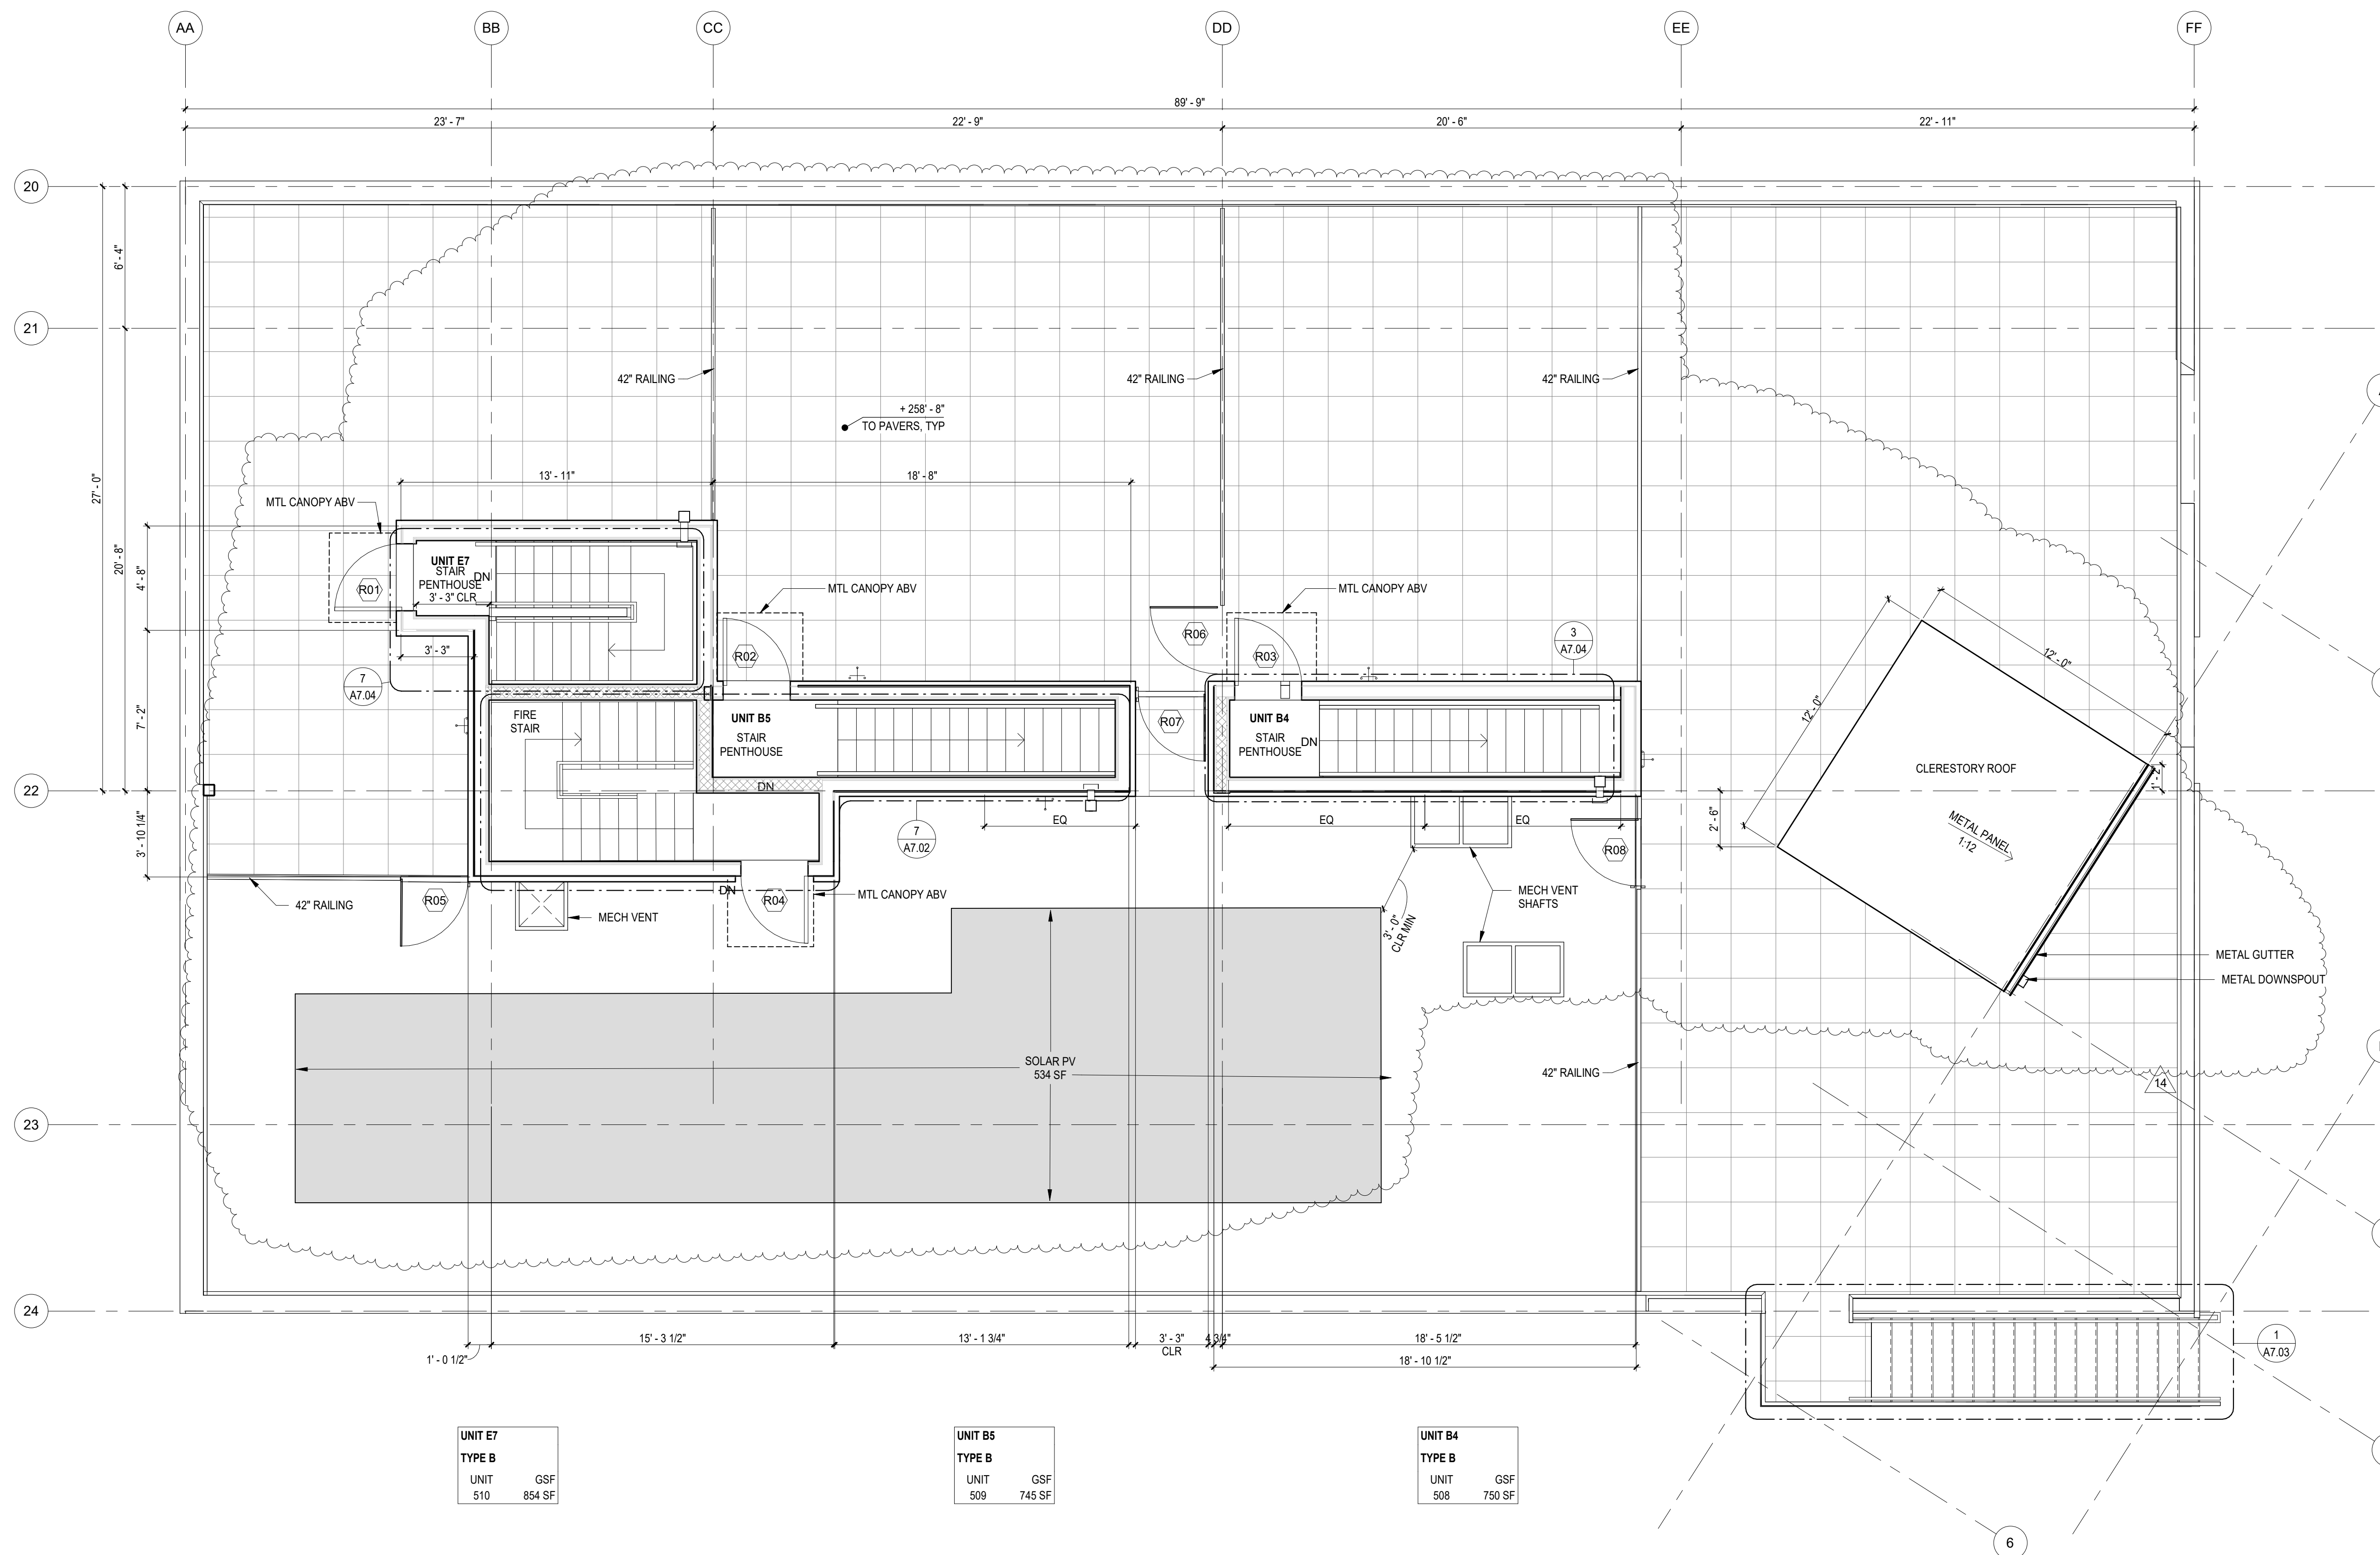 AA
BB
CC
DD
EE
FF
89' - 9"
23' - 7"
22' - 9"
20' - 6"
22' - 11"
20
6' - 4"
21
42" RAILING
42" RAILING
42" RAILING
+ 258' - 8"
TO PAVERS, TYP
27' - 0"
20' - 8"
13' - 11"
18' - 8"
MTL CANOPY ABV
4' - 8"
UNIT E7
STAIR
PENTHOUSE
DN
3' - 3" CLR
R01
MTL CANOPY ABV
MTL CANOPY ABV
3' - 3"
R02
R06
R03
3
A7.04
12' - 0"
12' - 0"
7
A7.04
7' - 2"
FIRE
STAIR
UNIT B5
STAIR
PENTHOUSE
R07
UNIT B4
STAIR
PENTHOUSE
DN
CLERESTORY ROOF
1' - 2"
22
DN
3' - 10 1/4"
7
A7.02
EQ
EQ
EQ
2' - 6"
METAL PANEL
1:12
R08
42" RAILING
R05
MECH VENT
DN
R04
MTL CANOPY ABV
3' - 0"
CLR MIN
MECH VENT
SHAFTS
METAL GUTTER
METAL DOWNSPOUT
SOLAR PV
534 SF
42" RAILING
14
23
24
1' - 0 1/2"
15' - 3 1/2"
13' - 1 3/4"
3' - 3"
CLR
4 3/4"
18' - 5 1/2"
18' - 10 1/2"
1
A7.03
UNIT E7
TYPE B
UNIT GSF
510 854 SF
UNIT B5
TYPE B
UNIT GSF
509 745 SF
UNIT B4
TYPE B
UNIT GSF
508 750 SF
6